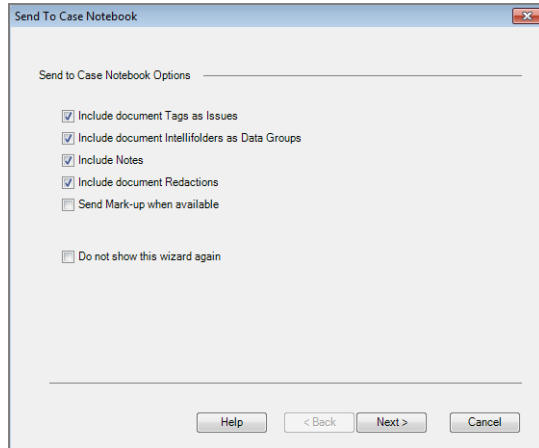 Send To Case Notebook
Send to Case Notebook Options
Include document Tags as Issues
Include document Intellifolders as Data Groups
Include Notes
Include document Redactions
Send Mark-up when available
Do not show this wizard again
Help < Back Next > Cancel